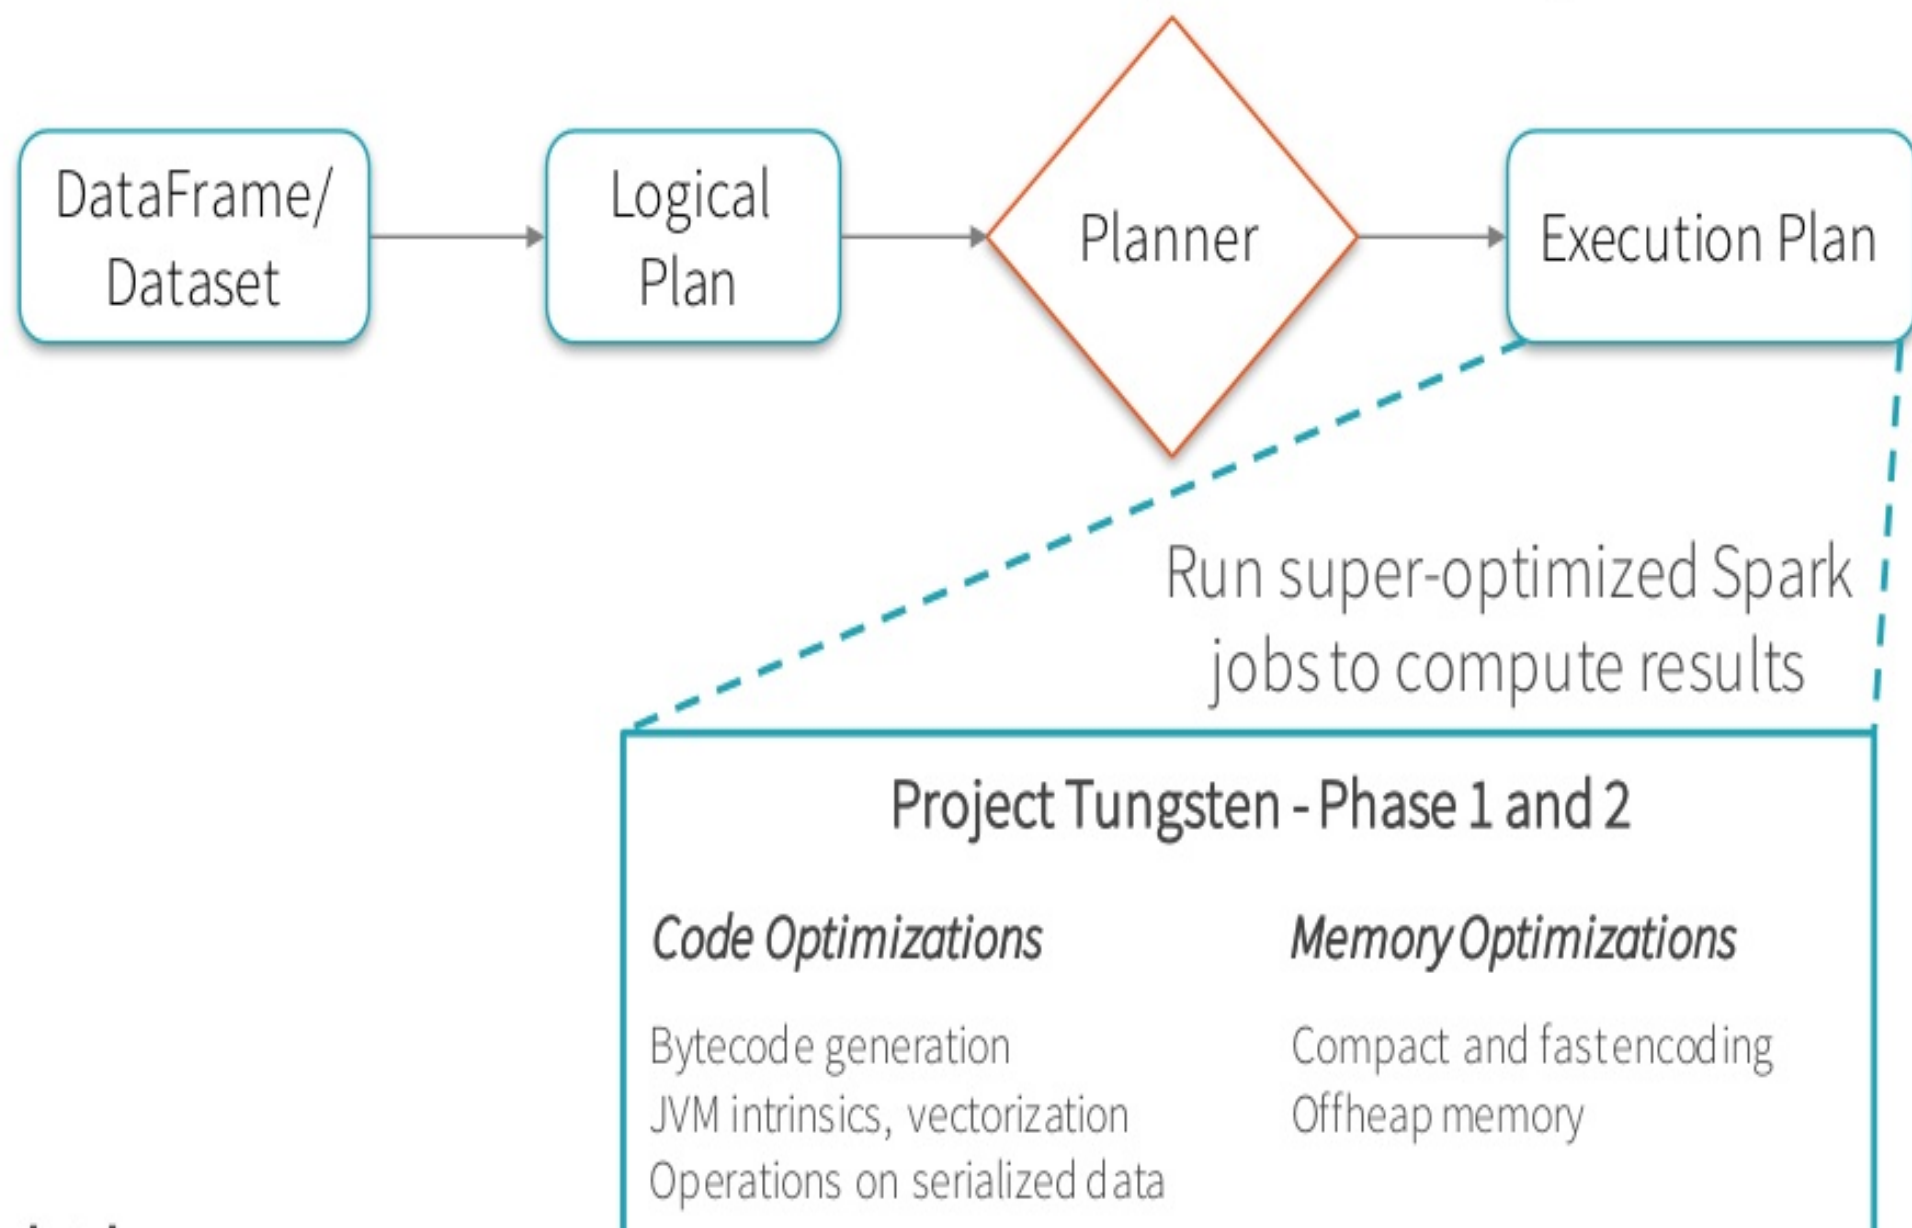 DataFrame/
Dataset
Logical
Plan
Planner
Execution Plan
Run super-optimized Spark
jobs to compute results
Project Tungsten - Phase 1 and 2
Code Optimizations
Bytecode generation
JVM intrinsics, vectorization
Operations on serialized data
Memory Optimizations
Compact and fast encoding
Offheap memory